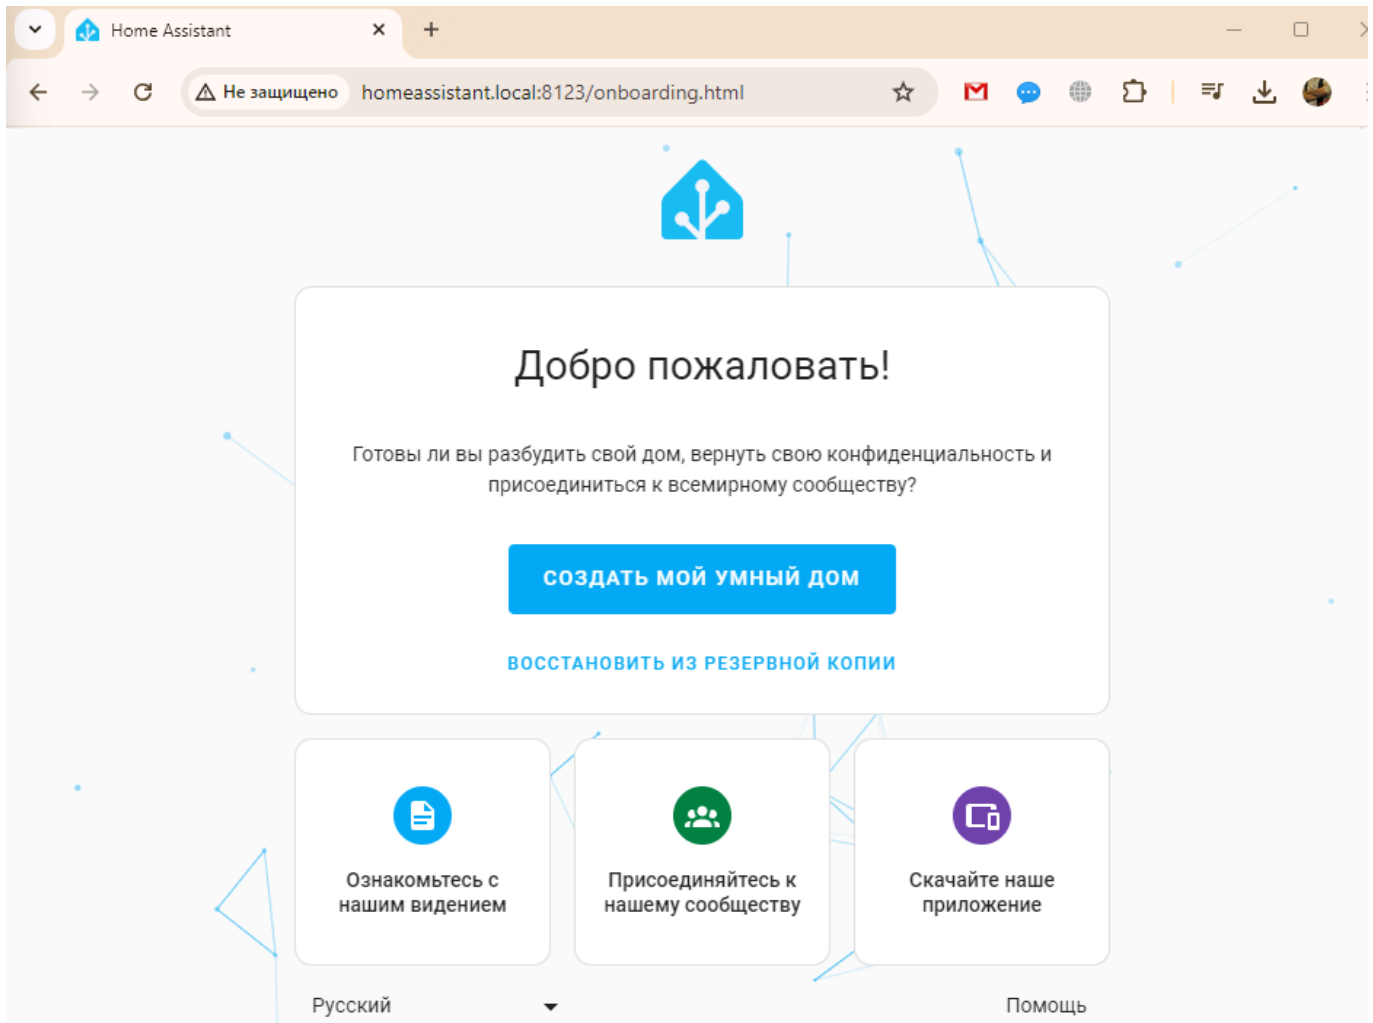 Home Assistant
Не защищено homeassistant.local:8123/onboarding.html
Добро пожаловать!
Готовы ли вы разбудить свой дом, вернуть свою конфиденциальность и
присоединиться к всемирному сообществу?
СОЗДАТЬ МОЙ УМНЫЙ ДОМ
ВОССТАНОВИТЬ ИЗ РЕЗЕРВНОЙ КОПИИ
Ознакомьтесь с
нашим видением
Присоединяйтесь к
нашему сообществу
Скачайте наше
приложение
Русский
Помощь